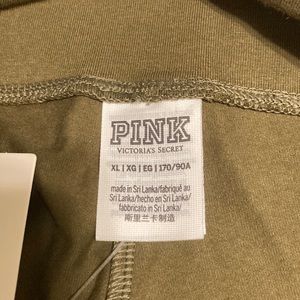 PINK
VICTORIA'S SECRET
XL | XG | EG | 170/90A
made in Sri Lanka/fabriqué au
Sri Lanka/hecho en Sri Lanka/
fabbricato in Sri Lanka/
斯里兰卡制造